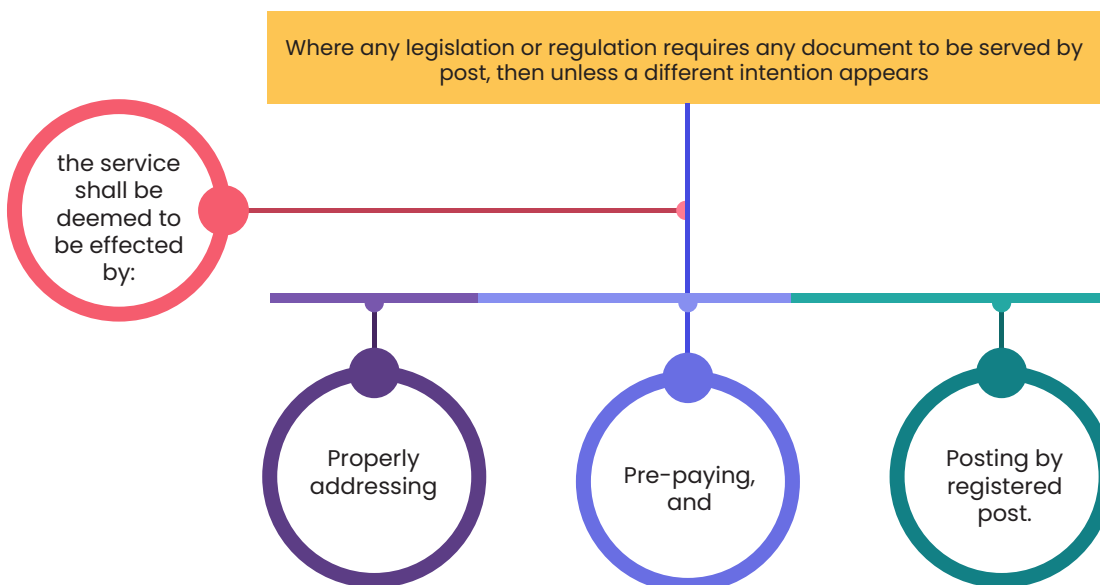 Where any legislation or regulation requires any document to be served by
post, then unless a different intention appears
the service
shall be
deemed to
be effected
by:
Properly
addressing
Pre-paying,
and
Posting by
registered
post.